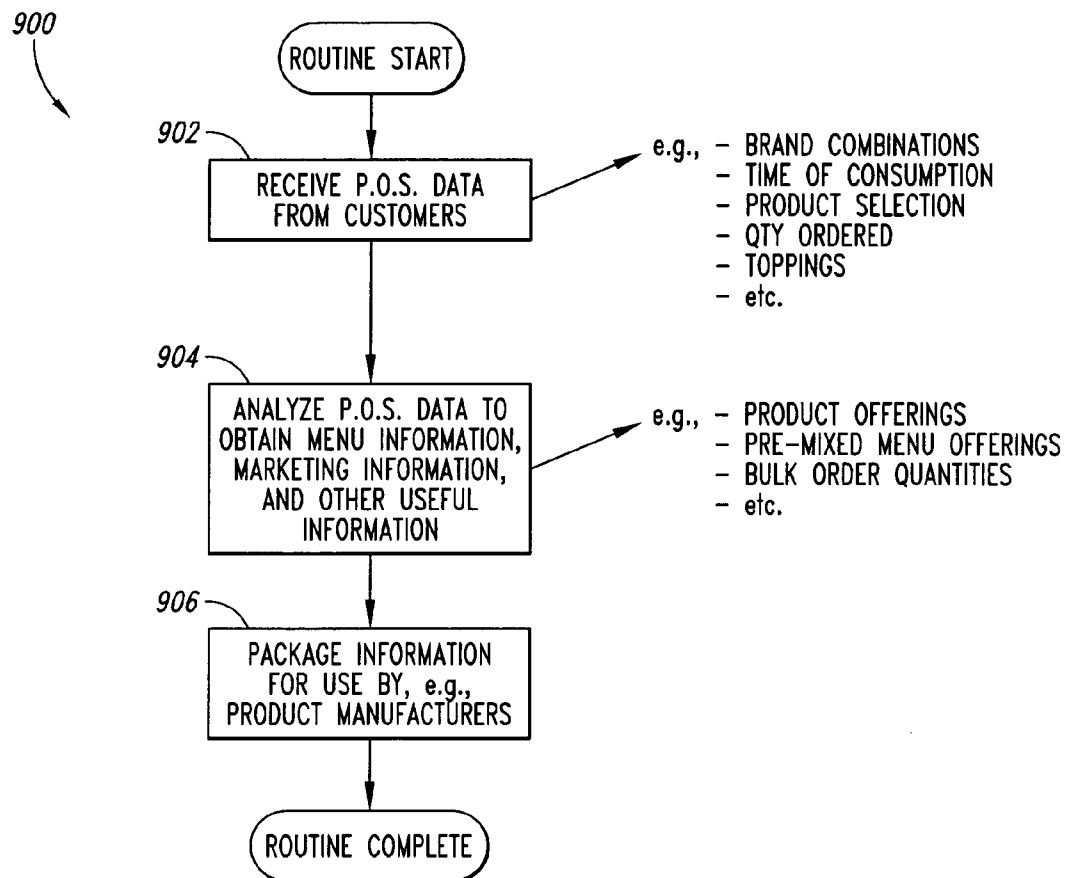 900
ROUTINE START
902
RECEIVE P.O.S. DATA
FROM CUSTOMERS
e.g., - BRAND COMBINATIONS
- TIME OF CONSUMPTION
- PRODUCT SELECTION
- QTY ORDERED
- TOPPINGS
- etc.
904
ANALYZE P.O.S. DATA TO
OBTAIN MENU INFORMATION,
MARKETING INFORMATION,
AND OTHER USEFUL
INFORMATION
e.g., - PRODUCT OFFERINGS
- PRE-MIXED MENU OFFERINGS
- BULK ORDER QUANTITIES
- etc.
906
PACKAGE INFORMATION
FOR USE BY, e.g.,
PRODUCT MANUFACTURERS
ROUTINE COMPLETE